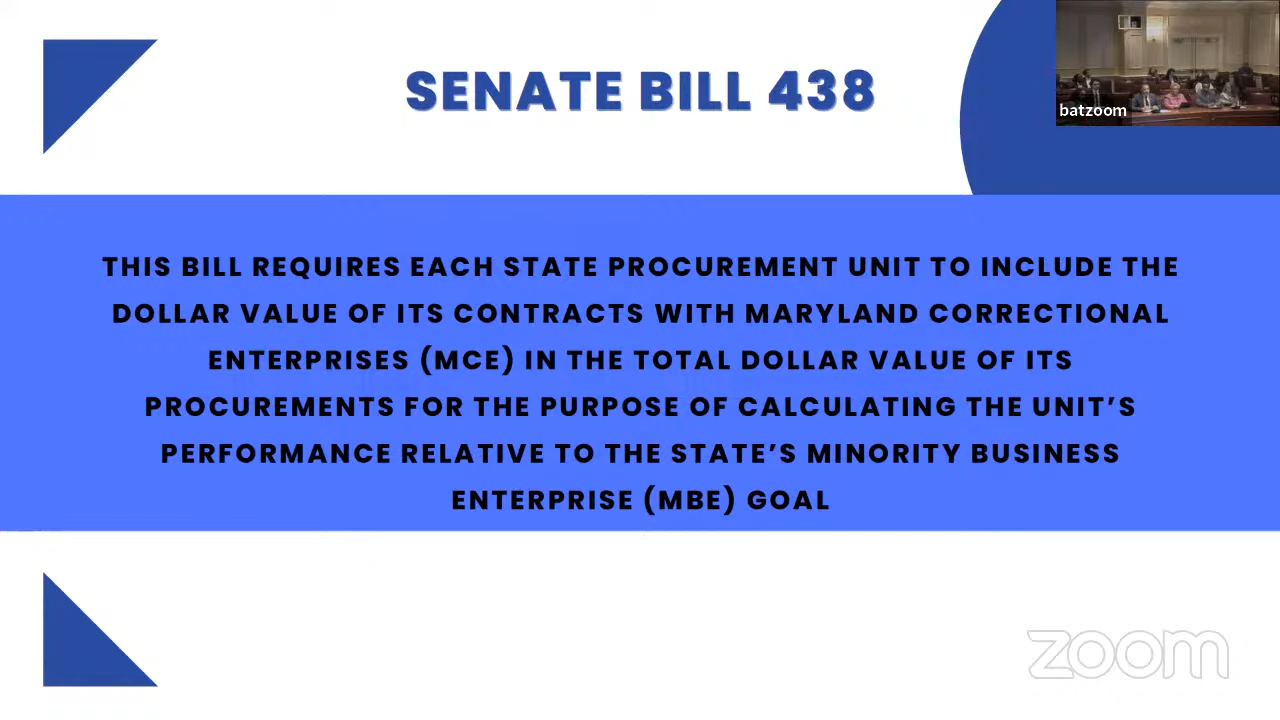 SENATE BILL 438
batzoom
THIS BILL REQUIRES EACH STATE PROCUREMENT UNIT TO INCLUDE THE
DOLLAR VALUE OF ITS CONTRACTS WITH MARYLAND CORRECTIONAL
ENTERPRISES (MCE) IN THE TOTAL DOLLAR VALUE OF ITS
PROCUREMENTS FOR THE PURPOSE OF CALCULATING THE UNIT’S
PERFORMANCE RELATIVE TO THE STATE’S MINORITY BUSINESS
ENTERPRISE (MBE) GOAL
zoom